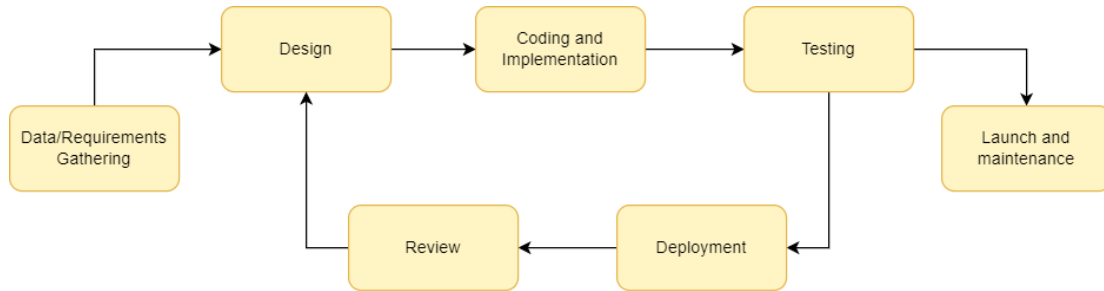 Data/Requirements
Gathering
Design
Coding and
Implementation
Testing
Launch and
maintenance
Deployment
Review